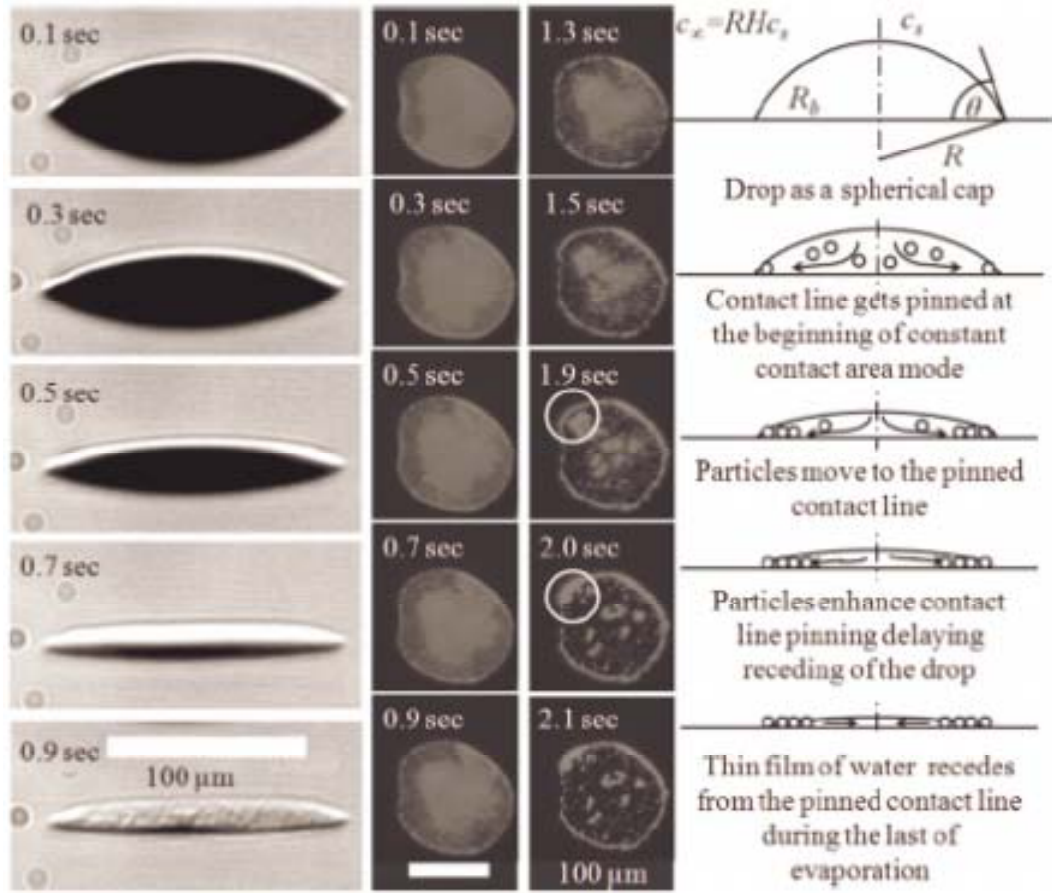 0.1 sec
0.3 sec
0.5 sec
0.7 sec
0.9 sec
100 μm
0.1 sec
0.3 sec
0.5 sec
0.7 sec
0.9 sec
1.3 sec
1.5 sec
1.9 sec
2.0 sec
2.1 sec
100 μm
c∞=RHcs
cs
Rb
θ
R
Drop as a spherical cap
Contact line gets pinned at
the beginning of constant
contact area mode
Particles move to the pinned
contact line
Particles enhance contact
line pinning delaying
receding of the drop
Thin film of water recedes
from the pinned contact line
during the last of
evaporation